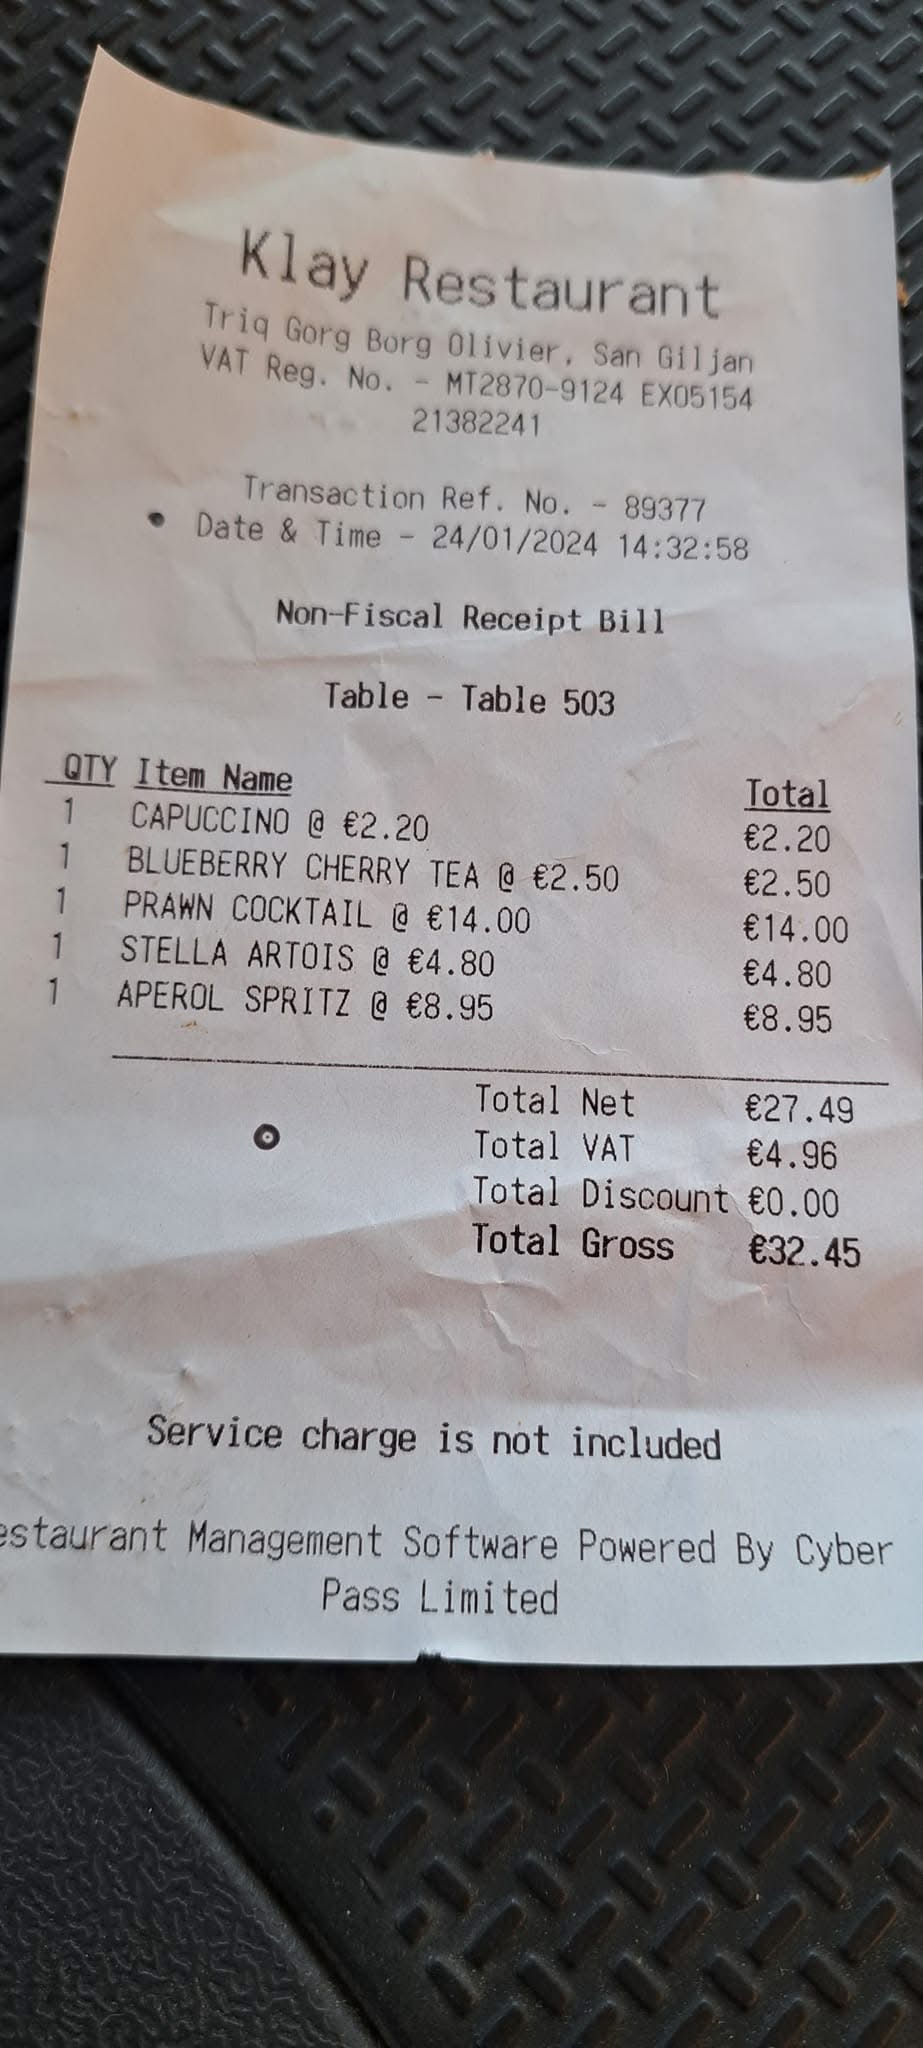 Klay Restaurant
Triq Gorg Borg Olivier, San Giljan
VAT Reg. No. - MT2870-9124 EXO5154
21382241
Transaction Ref. No. - 89377
Date & Time - 24/01/2024 14:32:58
Non-Fiscal Receipt Bill
Table - Table 503
QTY Item Name Total
1 CAPUCCINO @ €2.20 €2.20
1 BLUEBERRY CHERRY TEA @ €2.50 €2.50
1 PRAWN COCKTAIL @ €14.00 €14.00
1 STELLA ARTOIS @ €4.80 €4.80
1 APEROL SPRITZ @ €8.95 €8.95
Total Net €27.49
Total VAT €4.96
Total Discount €0.00
Total Gross €32.45
Service charge is not included
estaurant Management Software Powered By Cyber
Pass Limited